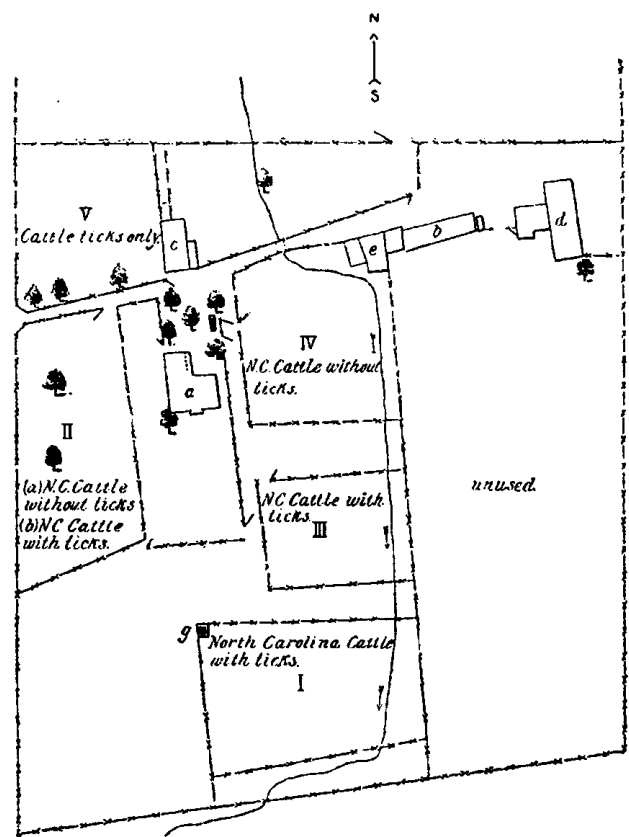 N
S
V
Cattle ticks only.
c
d
b
e
IV
N.C. Cattle without
ticks.
a
II
(a) N.C. Cattle
without ticks
(b) NC Cattle
with ticks.
NC Cattle with
ticks.
III
unused.
g
North Carolina Cattle
with ticks.
I